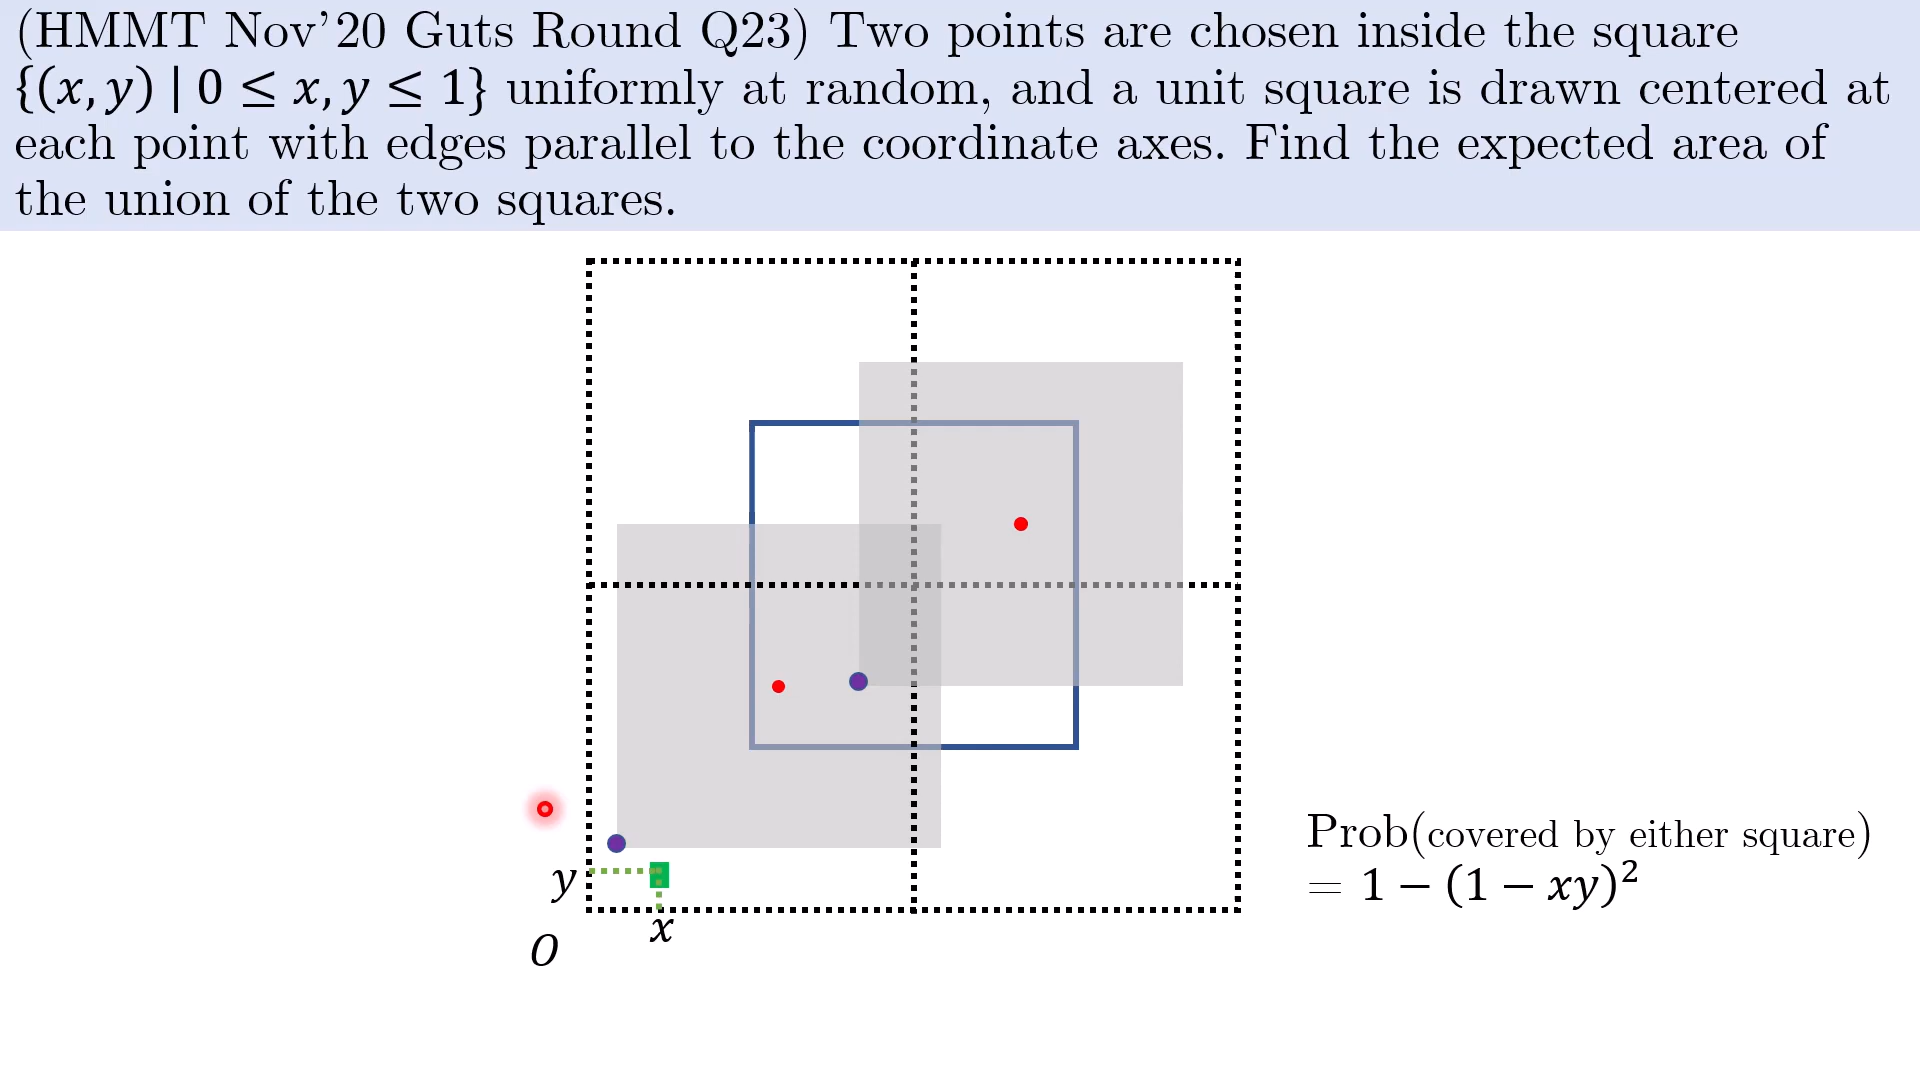 (HMMT Nov'20 Guts Round Q23) Two points are chosen inside the square
{(x, y) | 0 ≤ x, y ≤ 1} uniformly at random, and a unit square is drawn centered at
each point with edges parallel to the coordinate axes. Find the expected area of
the union of the two squares.
y
x
O
Prob(covered by either square)
= 1 − (1 − xy)²